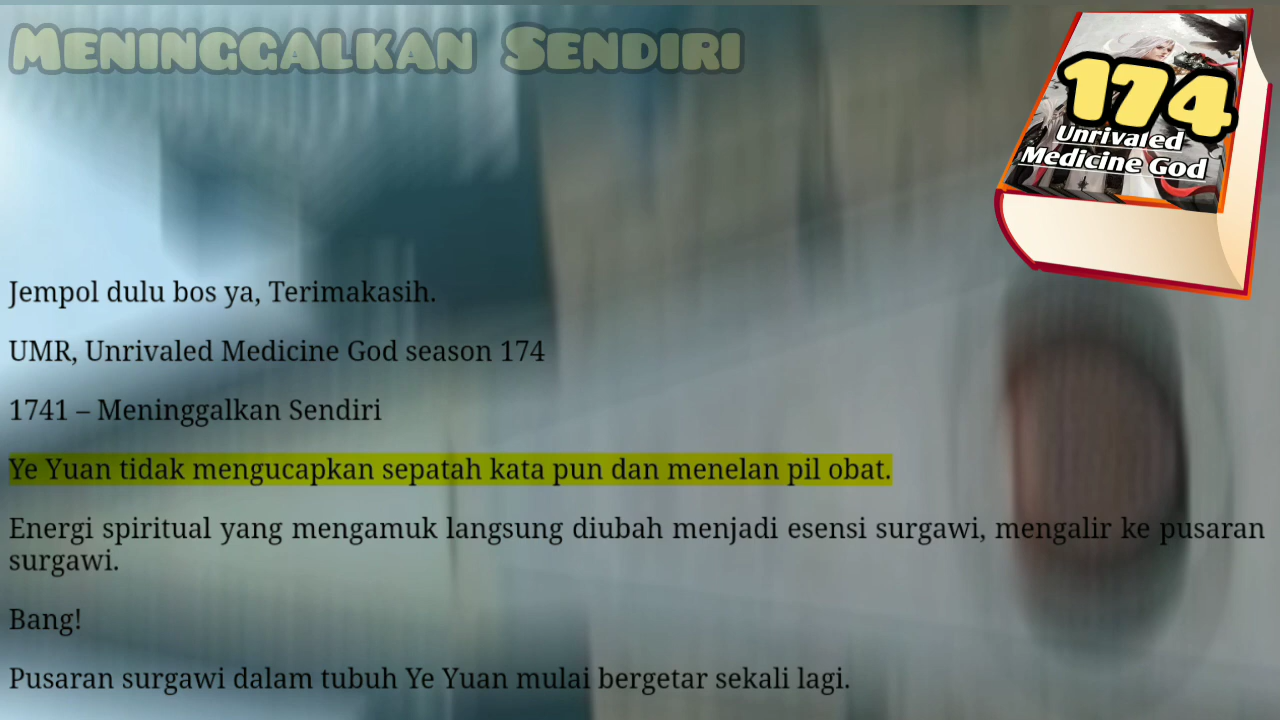 Meninggalkan Sendiri
174
Unrivaled
Medicine God
Jempol dulu bos ya, Terimakasih.
UMR, Unrivaled Medicine God season 174
1741 – Meninggalkan Sendiri
Ye Yuan tidak mengucapkan sepatah kata pun dan menelan pil obat.
Energi spiritual yang mengamuk langsung diubah menjadi esensi surgawi, mengalir ke pusaran
surgawi.
Bang!
Pusaran surgawi dalam tubuh Ye Yuan mulai bergetar sekali lagi.